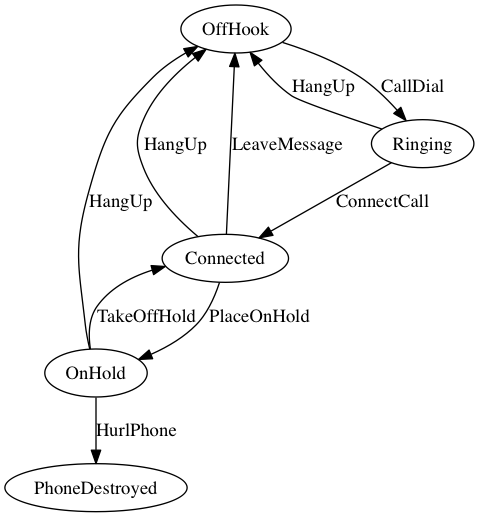 OffHook
HangUp
CallDial
HangUp
LeaveMessage
Ringing
HangUp
ConnectCall
Connected
TakeOffHold
PlaceOnHold
OnHold
HurlPhone
PhoneDestroyed